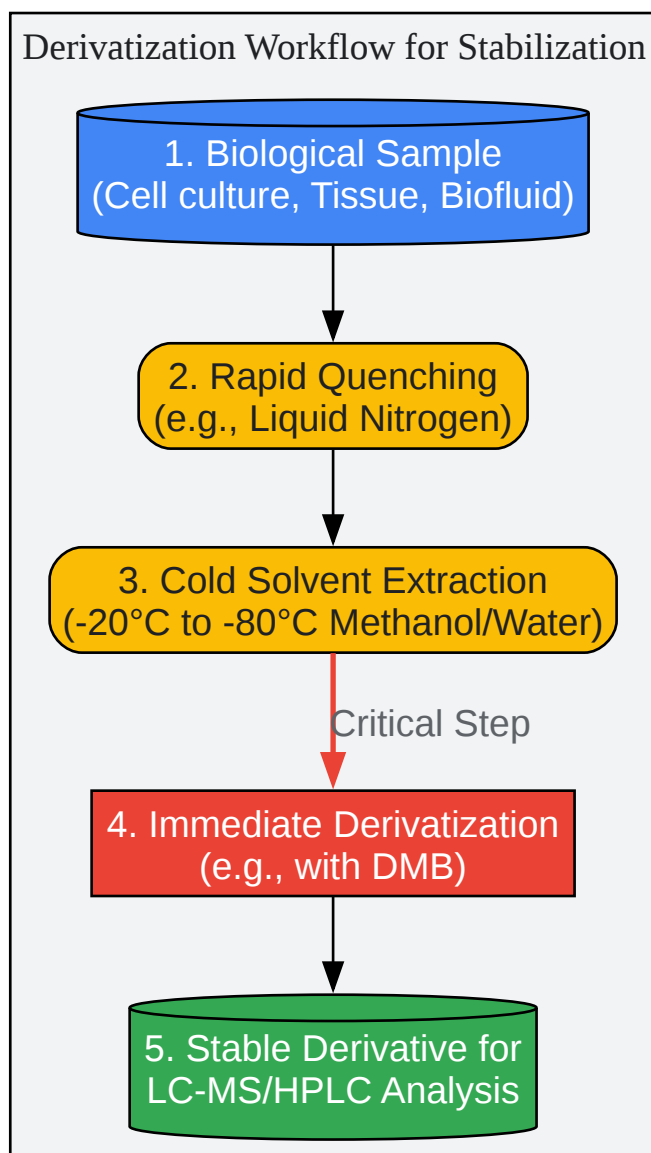 Derivatization Workflow for Stabilization
1. Biological Sample
(Cell culture, Tissue, Biofluid)
2. Rapid Quenching
(e.g., Liquid Nitrogen)
3. Cold Solvent Extraction
(-20°C to -80°C Methanol/Water)
Critical Step
4. Immediate Derivatization
(e.g., with DMB)
5. Stable Derivative for
LC-MS/HPLC Analysis